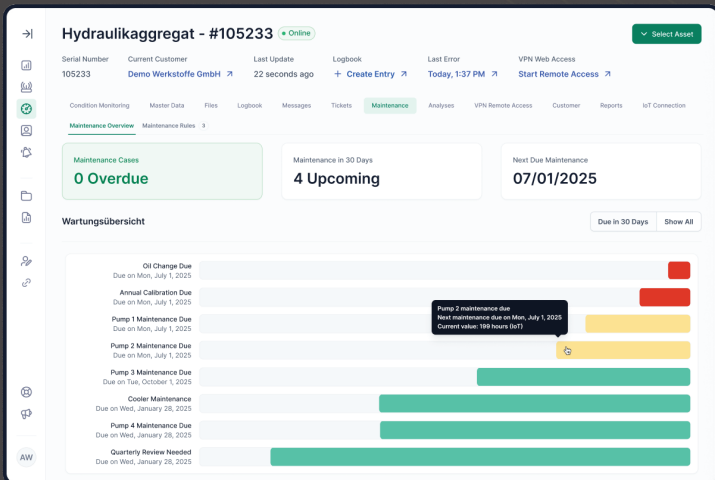 Hydraulikaggregat - #105233
Online
Select Asset
Serial Number
105233
Current Customer
Demo Werkstoffe GmbH
Last Update
22 seconds ago
Logbook
+ Create Entry
Last Error
Today, 1:37 PM
VPN Web Access
Start Remote Access
Condition Monitoring Master Data Files Logbook Messages Tickets Maintenance Analyses VPN Remote Access Customer Reports IoT Connection
Maintenance Overview Maintenance Rules 3
Maintenance Cases
0 Overdue
Maintenance in 30 Days
4 Upcoming
Next Due Maintenance
07/01/2025
Wartungsübersicht
Due in 30 Days Show All
Oil Change Due
Due on Mon, July 1, 2025
Annual Calibration Due
Due on Mon, July 1, 2025
Pump 1 Maintenance Due
Due on Mon, July 1, 2025
Pump 2 maintenance due
Next maintenance due on Mon, July 1, 2025
Current value: 199 hours (IoT)
Pump 2 Maintenance Due
Due on Mon, July 1, 2025
Pump 3 Maintenance Due
Due on Tue, October 1, 2025
Cooler Maintenance
Due on Wed, January 28, 2025
Pump 4 Maintenance Due
Due on Wed, January 28, 2025
Quarterly Review Needed
Due on Wed, January 28, 2025
AW